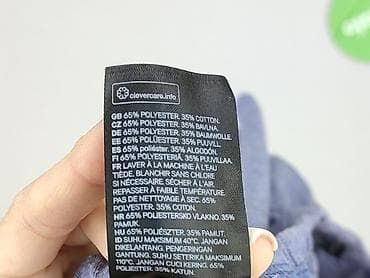 clevercare.info
GB 65% POLYESTER. 35% COTTON.
CZ 65% POLYESTER. 35% BAVLNA.
DE 65% POLYESTER. 35% BAUMWOLLE.
EE 65% POLÜESTER. 35% PUUVILL.
ES 65% poliéster. 35% ALGODÓN.
FI 65% POLYESTERIÄ. 35% PUUVILLAA.
FR LAVER À LA MACHINE À L'EAU
TIÈDE. BLANCHIR SANS CHLORE
SI NÉCESSAIRE. SÉCHER À L'AIR.
REPASSER À FAIBLE TEMPÉRATURE
PAS DE NETTOYAGE À SEC. 65%
POLYESTER. 35% COTON.
HR 65% POLIESTERSKO VLAKNO. 35%
PAMUK.
HU 65% POLIÉSZTER. 35% PAMUT.
ID SUHU MAKSIMUM 40°C. JANGAN
DIKELANTANG. PENGERINGAN
GANTUNG. SUHU SETERIKA MAKSIMUM
110°C. JANGAN CUCI KERING. 65%
POLIESTER. 35% KATUN.